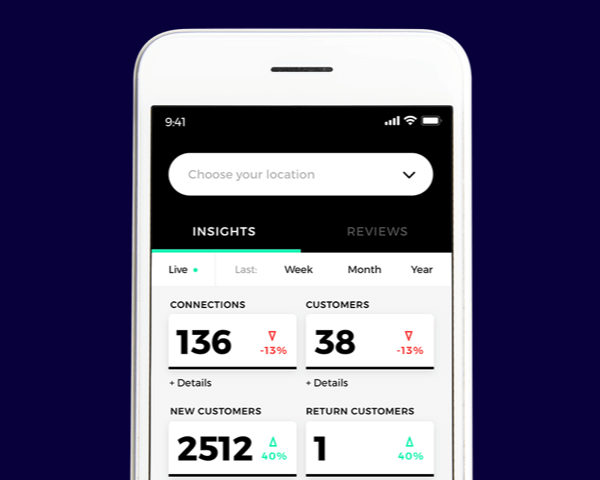 9:41
Choose your location
INSIGHTS REVIEWS
Live Last: Week Month Year
CONNECTIONS CUSTOMERS
136 -13% 38 -13%
+ Details + Details
NEW CUSTOMERS RETURN CUSTOMERS
2512 40% 1 40%